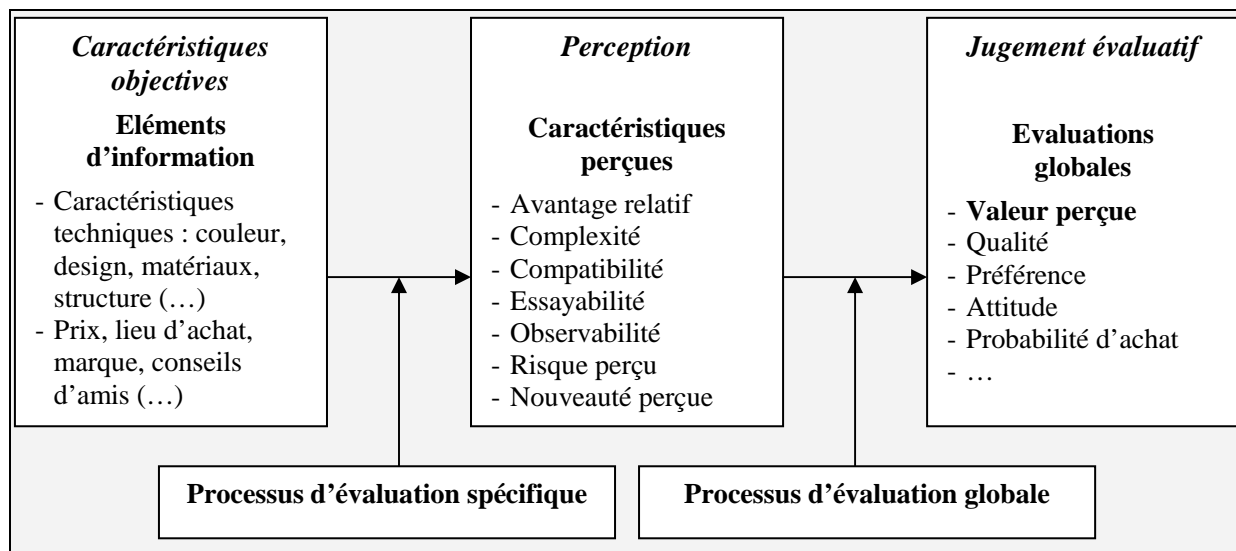 Caractéristiques
objectives
Eléments
d’information
- Caractéristiques
techniques : couleur,
design, matériaux,
structure (…)
- Prix, lieu d’achat,
marque, conseils
d’amis (…)
Perception
Caractéristiques
perçues
- Avantage relatif
- Complexité
- Compatibilité
- Essayabilité
- Observabilité
- Risque perçu
- Nouveauté perçue
Jugement évaluatif
Evaluations
globales
- Valeur perçue
- Qualité
- Préférence
- Attitude
- Probabilité d’achat
- …
Processus d’évaluation spécifique
Processus d’évaluation globale